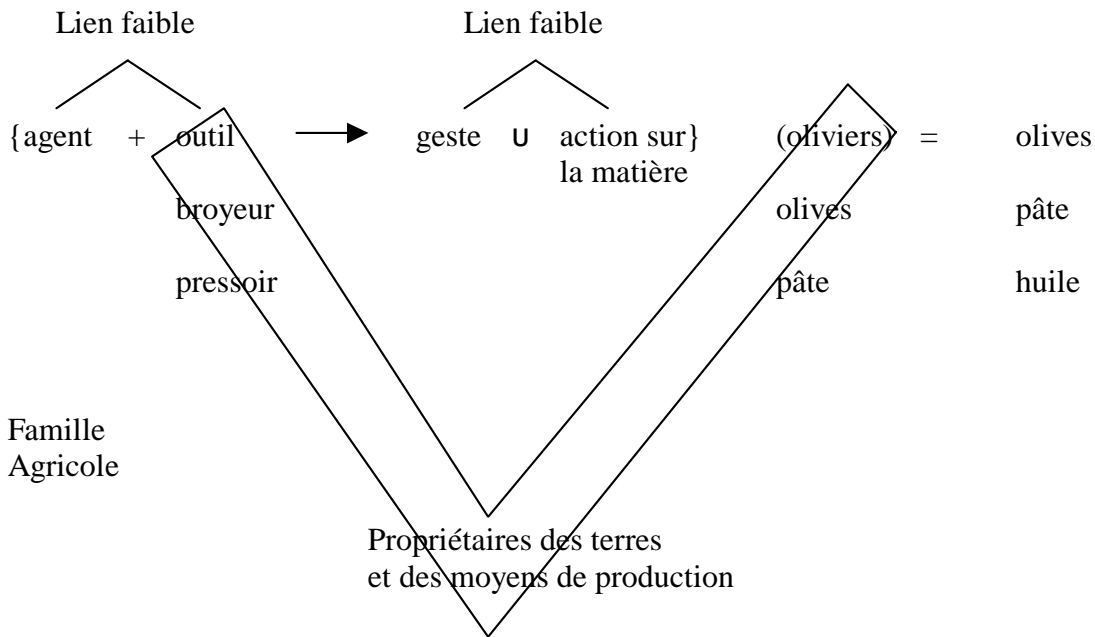 Lien faible Lien faible
{agent + outil geste ∪ action sur} (oliviers) = olives
la matière
broyeur olives pâte
pressoir pâte huile
Famille
Agricole
Propriétaires des terres
et des moyens de production